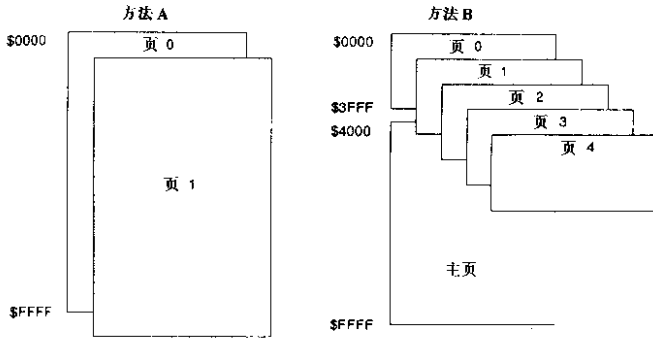 方法 A
$0000
页 0
页 1
$FFFF
方法 B
$0000
页 0
页 1
页 2
$3FFF
页 3
$4000
页 4
主页
$FFFF